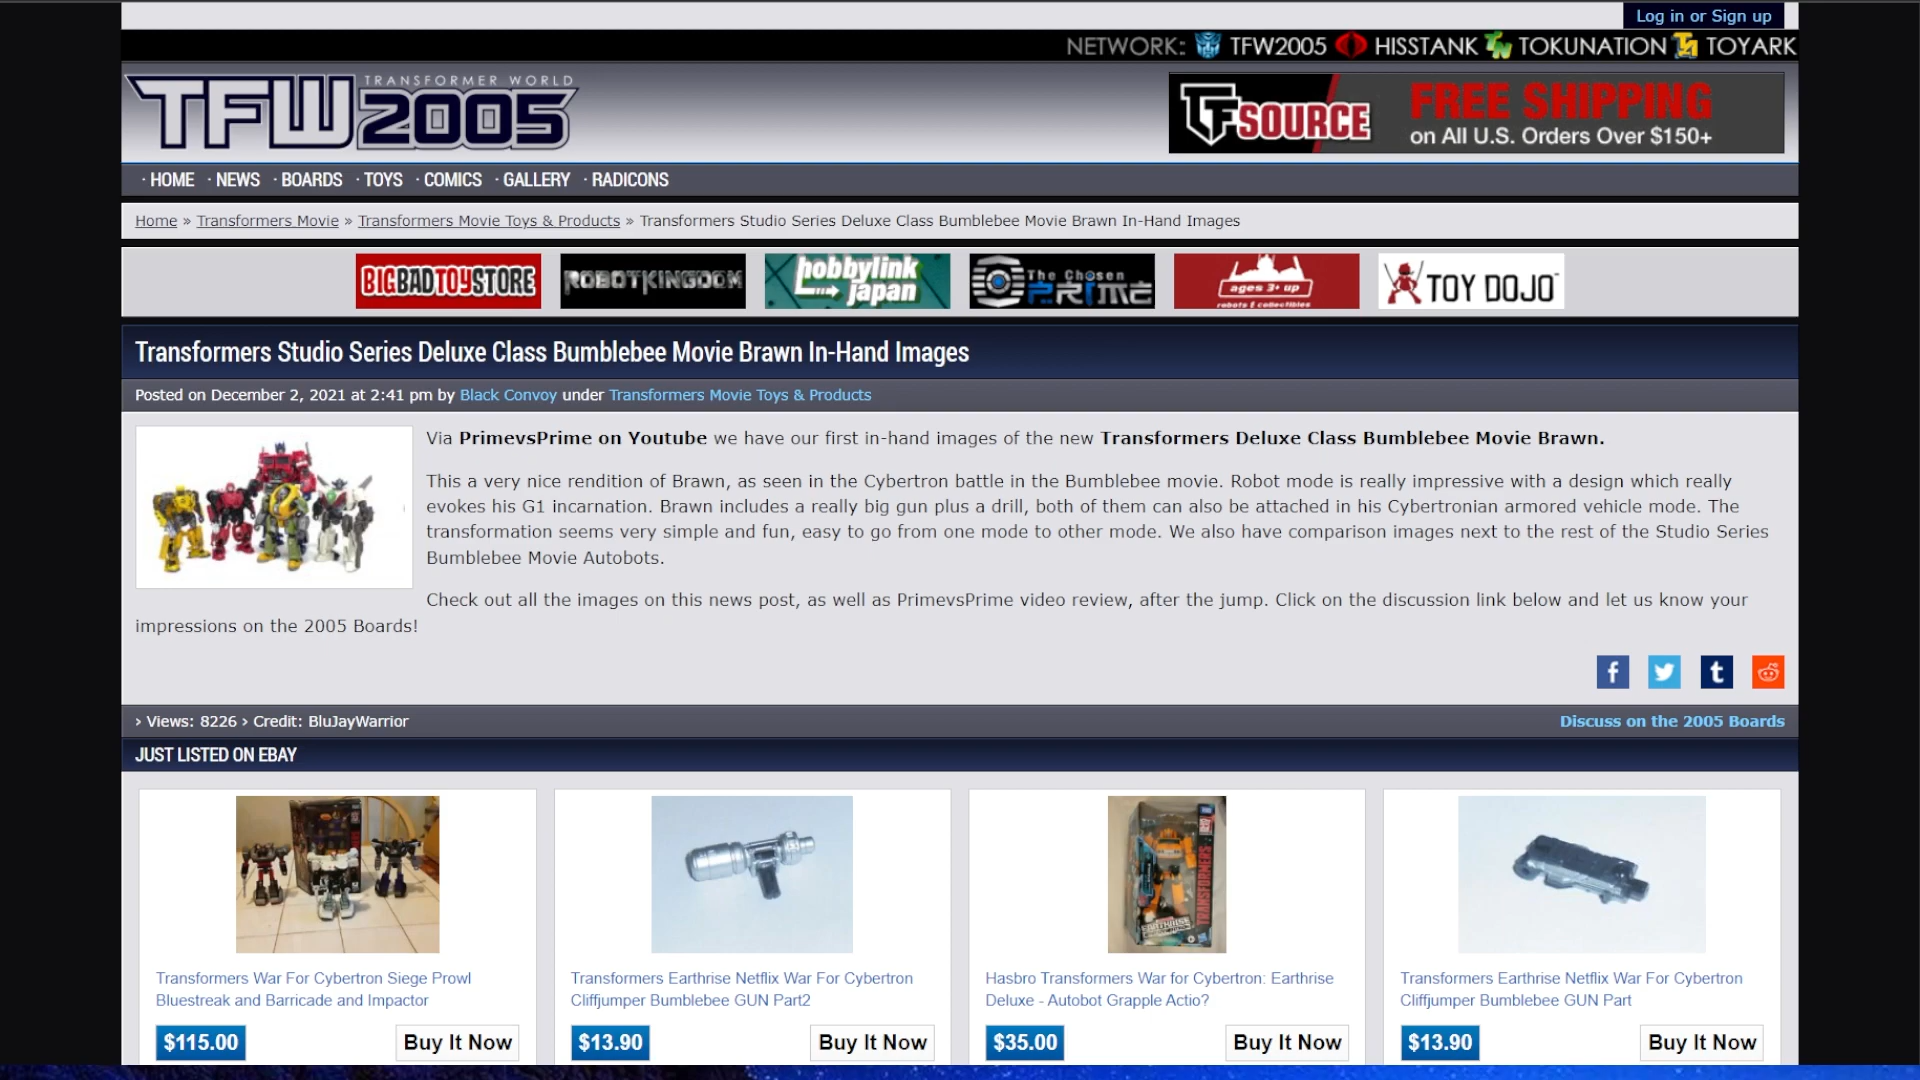 Log in or Sign up
NETWORK: TFW2005 HISSTANK TOKUNATION TOYARK
TRANSFORMER WORLD
TFW2005
TFSOURCE FREE SHIPPING
on All U.S. Orders Over $150+
· HOME · NEWS · BOARDS · TOYS · COMICS · GALLERY · RADICONS
Home » Transformers Movie » Transformers Movie Toys & Products » Transformers Studio Series Deluxe Class Bumblebee Movie Brawn In-Hand Images
BIGBADTOYSTORE ROBOTKINGDOM hobbylink japan The Chosen PRIME ages 3+ up robots & collectibles TOY DOJO
Transformers Studio Series Deluxe Class Bumblebee Movie Brawn In-Hand Images
Posted on December 2, 2021 at 2:41 pm by Black Convoy under Transformers Movie Toys & Products
Via PrimevsPrime on Youtube we have our first in-hand images of the new Transformers Deluxe Class Bumblebee Movie Brawn.
This a very nice rendition of Brawn, as seen in the Cybertron battle in the Bumblebee movie. Robot mode is really impressive with a design which really
evokes his G1 incarnation. Brawn includes a really big gun plus a drill, both of them can also be attached in his Cybertronian armored vehicle mode. The
transformation seems very simple and fun, easy to go from one mode to other mode. We also have comparison images next to the rest of the Studio Series
Bumblebee Movie Autobots.
Check out all the images on this news post, as well as PrimevsPrime video review, after the jump. Click on the discussion link below and let us know your
impressions on the 2005 Boards!
› Views: 8226 › Credit: BluJayWarrior Discuss on the 2005 Boards
JUST LISTED ON EBAY
TRANSFORMERS
EARTHRISE
Transformers War For Cybertron Siege Prowl
Bluestreak and Barricade and Impactor
$115.00 Buy It Now
Transformers Earthrise Netflix War For Cybertron
Cliffjumper Bumblebee GUN Part2
$13.90 Buy It Now
Hasbro Transformers War for Cybertron: Earthrise
Deluxe - Autobot Grapple Actio?
$35.00 Buy It Now
Transformers Earthrise Netflix War For Cybertron
Cliffjumper Bumblebee GUN Part
$13.90 Buy It Now